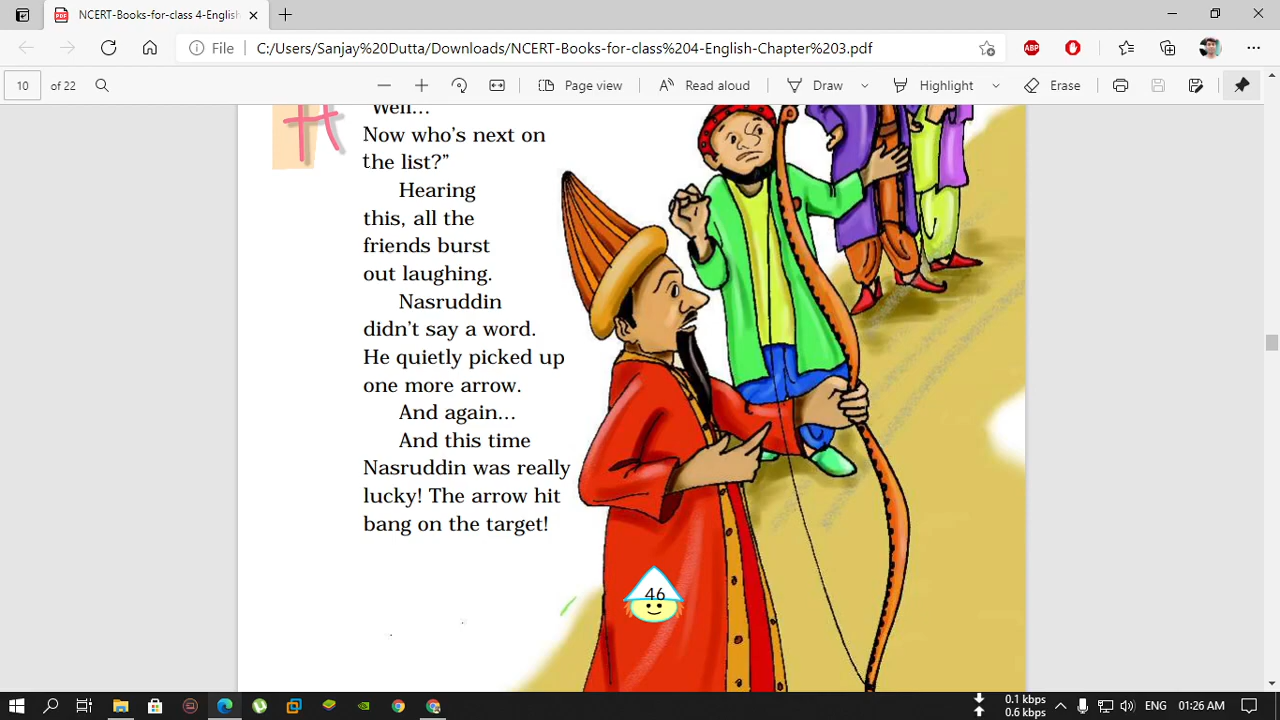 NCERT-Books-for-class 4-English
File
C:/Users/Sanjay%20Dutta/Downloads/NCERT-Books-for-class%204-English-Chapter%203.pdf
ABP
10 of 22
Page view
Read aloud
Draw
Highlight
Erase
“Well...
Now who’s next on
the list?”
Hearing
this, all the
friends burst
out laughing.
Nasruddin
didn’t say a word.
He quietly picked up
one more arrow.
And again...
And this time
Nasruddin was really
lucky! The arrow hit
bang on the target!
46
0.1 kbps
0.6 kbps
ENG
01:26 AM